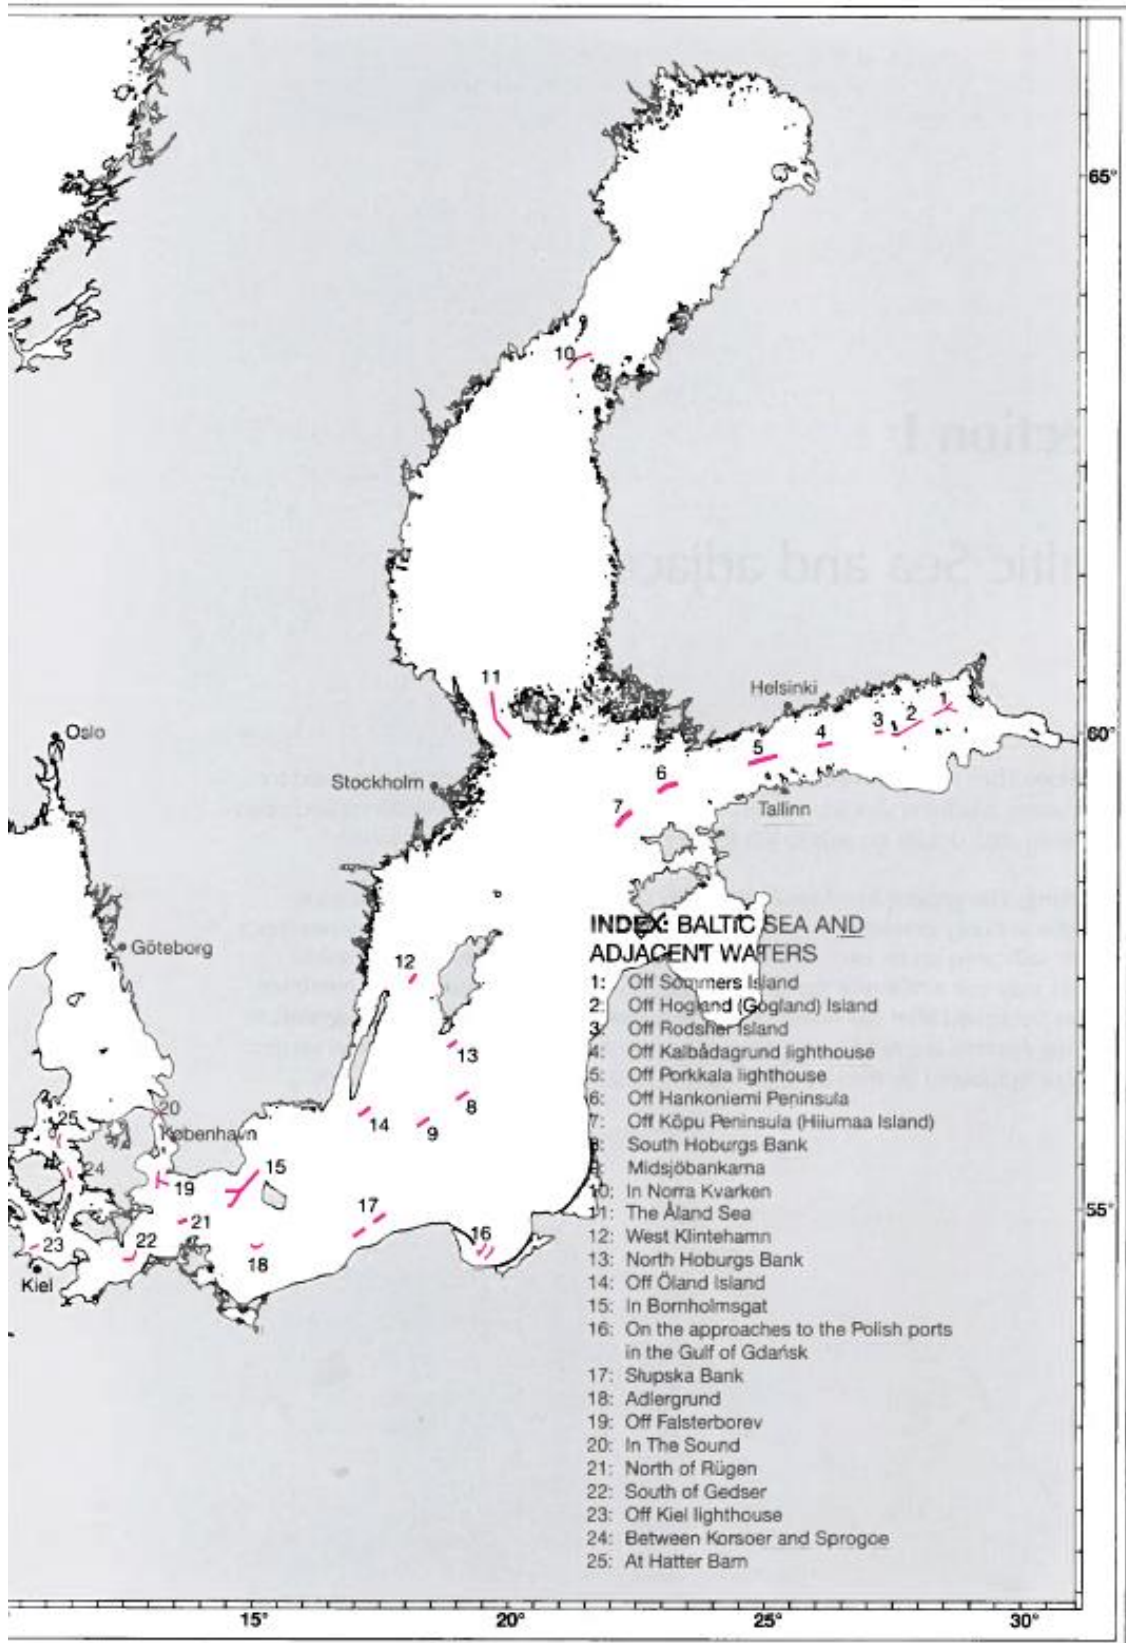 65°
10
11
Helsinki
1
3
2
Oslo
4
60°
5
6
Stockholm
Tallinn
7
INDEX: BALTIC SEA AND
ADJACENT WATERS
Göteborg
12
1: Off Sommers Island
2: Off Hogland (Gogland) Island
3: Off Rodsher Island
4: Off Kalbådagrund lighthouse
5: Off Porkkala lighthouse
6: Off Hankoniemi Peninsula
7: Off Köpu Peninsula (Hiiumaa Island)
8: South Hoburgs Bank
9: Midsjöbankarna
10: In Norra Kvarken
11: The Åland Sea
12: West Klintehamn
13: North Hoburgs Bank
14: Off Öland Island
15: In Bornholmsgat
16: On the approaches to the Polish ports
in the Gulf of Gdańsk
17: Słupska Bank
18: Adlergrund
19: Off Falsterborev
20: In The Sound
21: North of Rügen
22: South of Gedser
23: Off Kiel lighthouse
24: Between Korsoer and Sprogoe
25: At Hatter Barn
13
8
14
9
20
25
København
24
15
19
55°
17
21
16
22
23
18
Kiel
15°
20°
25°
30°